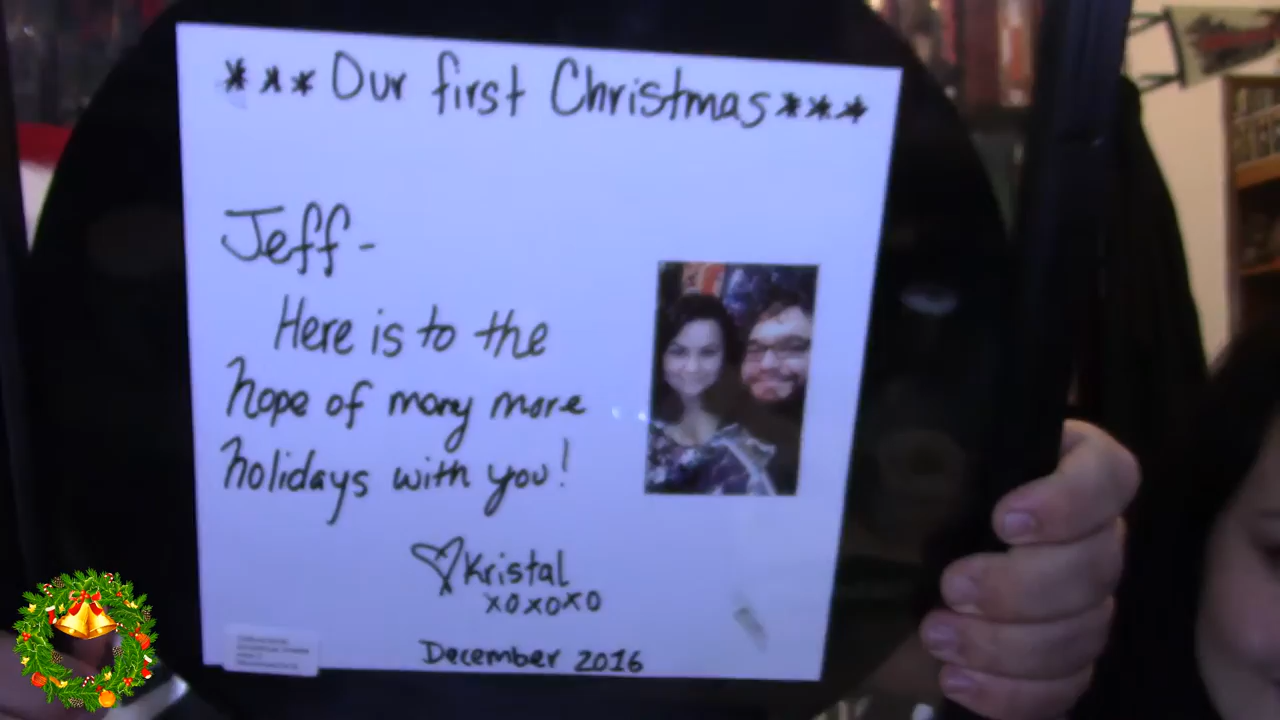 ***Our first Christmas***
Jeff-
Here is to the
hope of many more
holidays with you!
♡Kristal
xoxoxo
December 2016